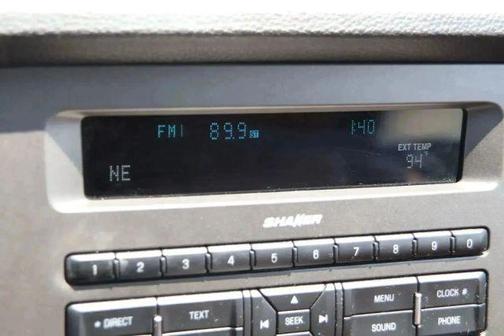 FM1 89.9 ST 1:40
EXT TEMP
NE 94°
SHAKER
1 2 3 4 5 6 7 8 9 0
DIRECT TEXT SEEK MENU CLOCK #
SOUND PHONE